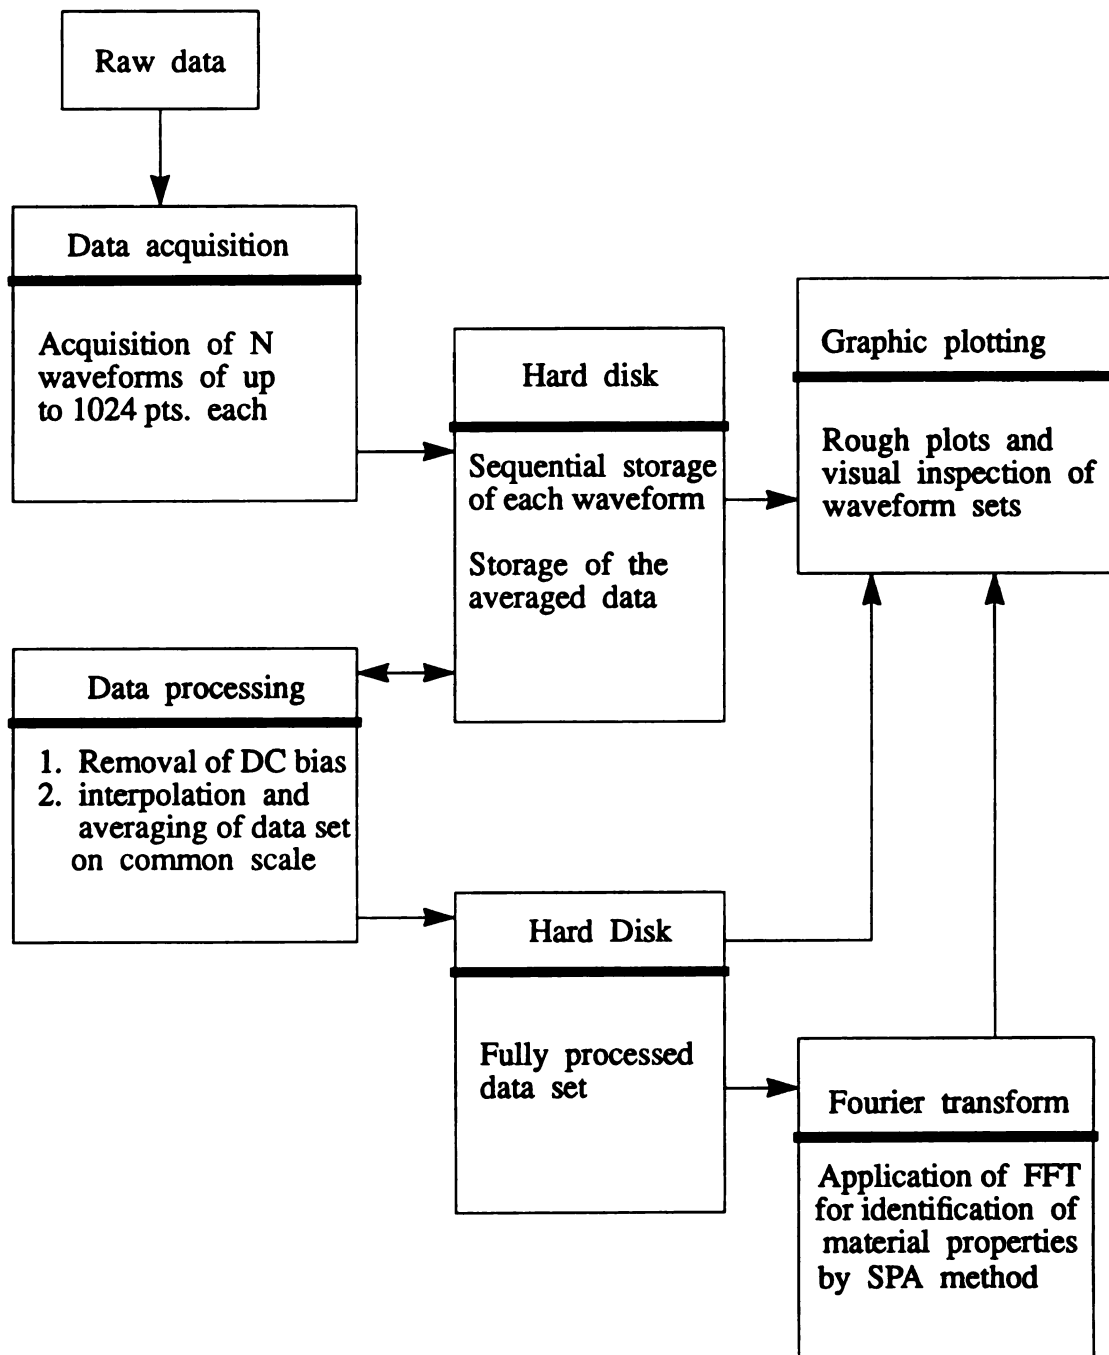 Raw data
Data acquisition
Acquisition of N
waveforms of up
to 1024 pts. each
Hard disk
Sequential storage
of each waveform
Storage of the
averaged data
Graphic plotting
Rough plots and
visual inspection of
waveform sets
Data processing
1. Removal of DC bias
2. interpolation and
averaging of data set
on common scale
Hard Disk
Fully processed
data set
Fourier transform
Application of FFT
for identification of
material properties
by SPA method